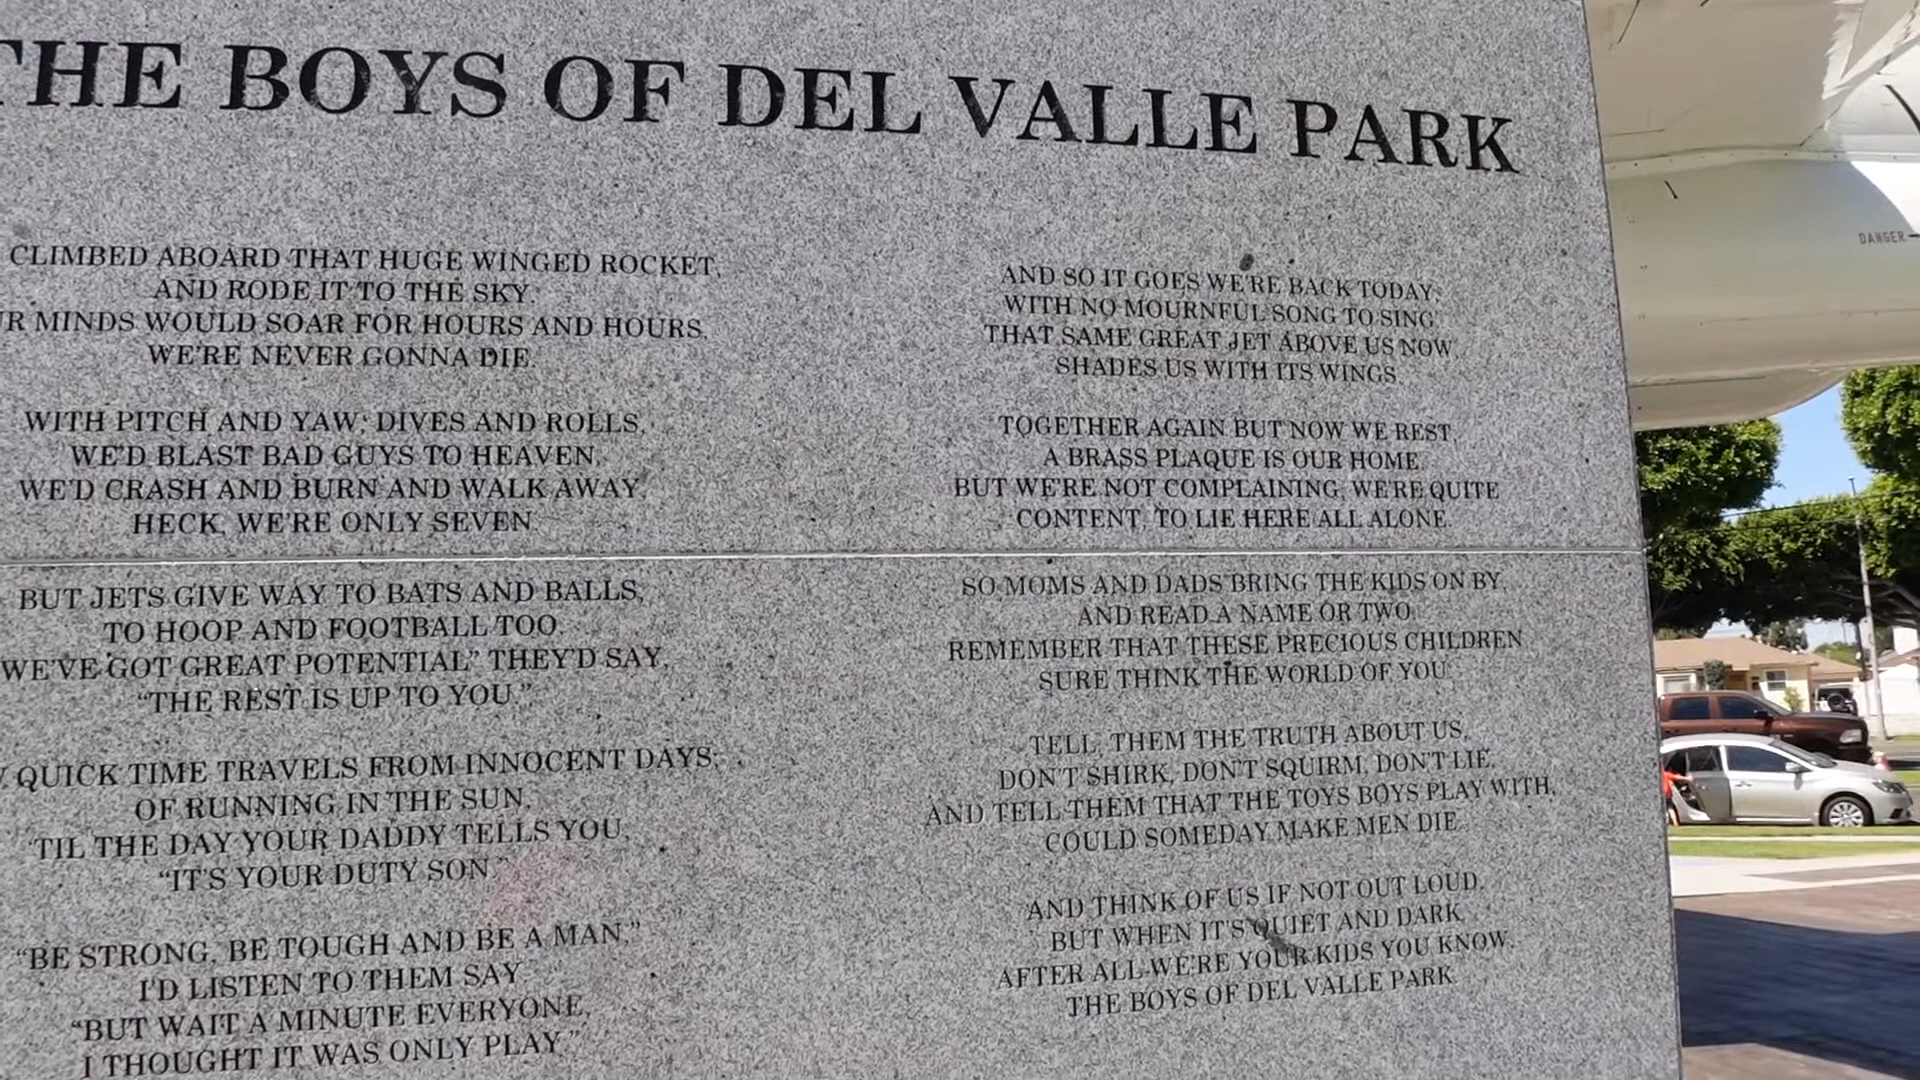 THE BOYS OF DEL VALLE PARK
CLIMBED ABOARD THAT HUGE WINGED ROCKET,
AND RODE IT TO THE SKY.
UR MINDS WOULD SOAR FOR HOURS AND HOURS,
WE'RE NEVER GONNA DIE.
WITH PITCH AND YAW; DIVES AND ROLLS,
WE'D BLAST BAD GUYS TO HEAVEN,
WE'D CRASH AND BURN AND WALK AWAY,
HECK, WE'RE ONLY SEVEN.
BUT JETS GIVE WAY TO BATS AND BALLS,
TO HOOP AND FOOTBALL TOO.
WE'VE GOT GREAT POTENTIAL" THEY'D SAY,
"THE REST IS UP TO YOU."
QUICK TIME TRAVELS FROM INNOCENT DAYS;
OF RUNNING IN THE SUN,
'TIL THE DAY YOUR DADDY TELLS YOU,
"IT'S YOUR DUTY SON."
"BE STRONG, BE TOUGH AND BE A MAN,"
I'D LISTEN TO THEM SAY.
"BUT WAIT A MINUTE EVERYONE,
I THOUGHT IT WAS ONLY PLAY."
AND SO IT GOES WE'RE BACK TODAY,
WITH NO MOURNFUL SONG TO SING
THAT SAME GREAT JET ABOVE US NOW
SHADES US WITH ITS WINGS.
TOGETHER AGAIN BUT NOW WE REST,
A BRASS PLAQUE IS OUR HOME.
BUT WE'RE NOT COMPLAINING, WE'RE QUITE
CONTENT, TO LIE HERE ALL ALONE.
SO MOMS AND DADS BRING THE KIDS ON BY,
AND READ A NAME OR TWO.
REMEMBER THAT THESE PRECIOUS CHILDREN
SURE THINK THE WORLD OF YOU.
TELL THEM THE TRUTH ABOUT US,
DON'T SHIRK, DON'T SQUIRM, DON'T LIE.
AND TELL THEM THAT THE TOYS BOYS PLAY WITH,
COULD SOMEDAY MAKE MEN DIE.
AND THINK OF US IF NOT OUT LOUD,
BUT WHEN IT'S QUIET AND DARK.
AFTER ALL WE'RE YOUR KIDS YOU KNOW,
THE BOYS OF DEL VALLE PARK.
DANGER